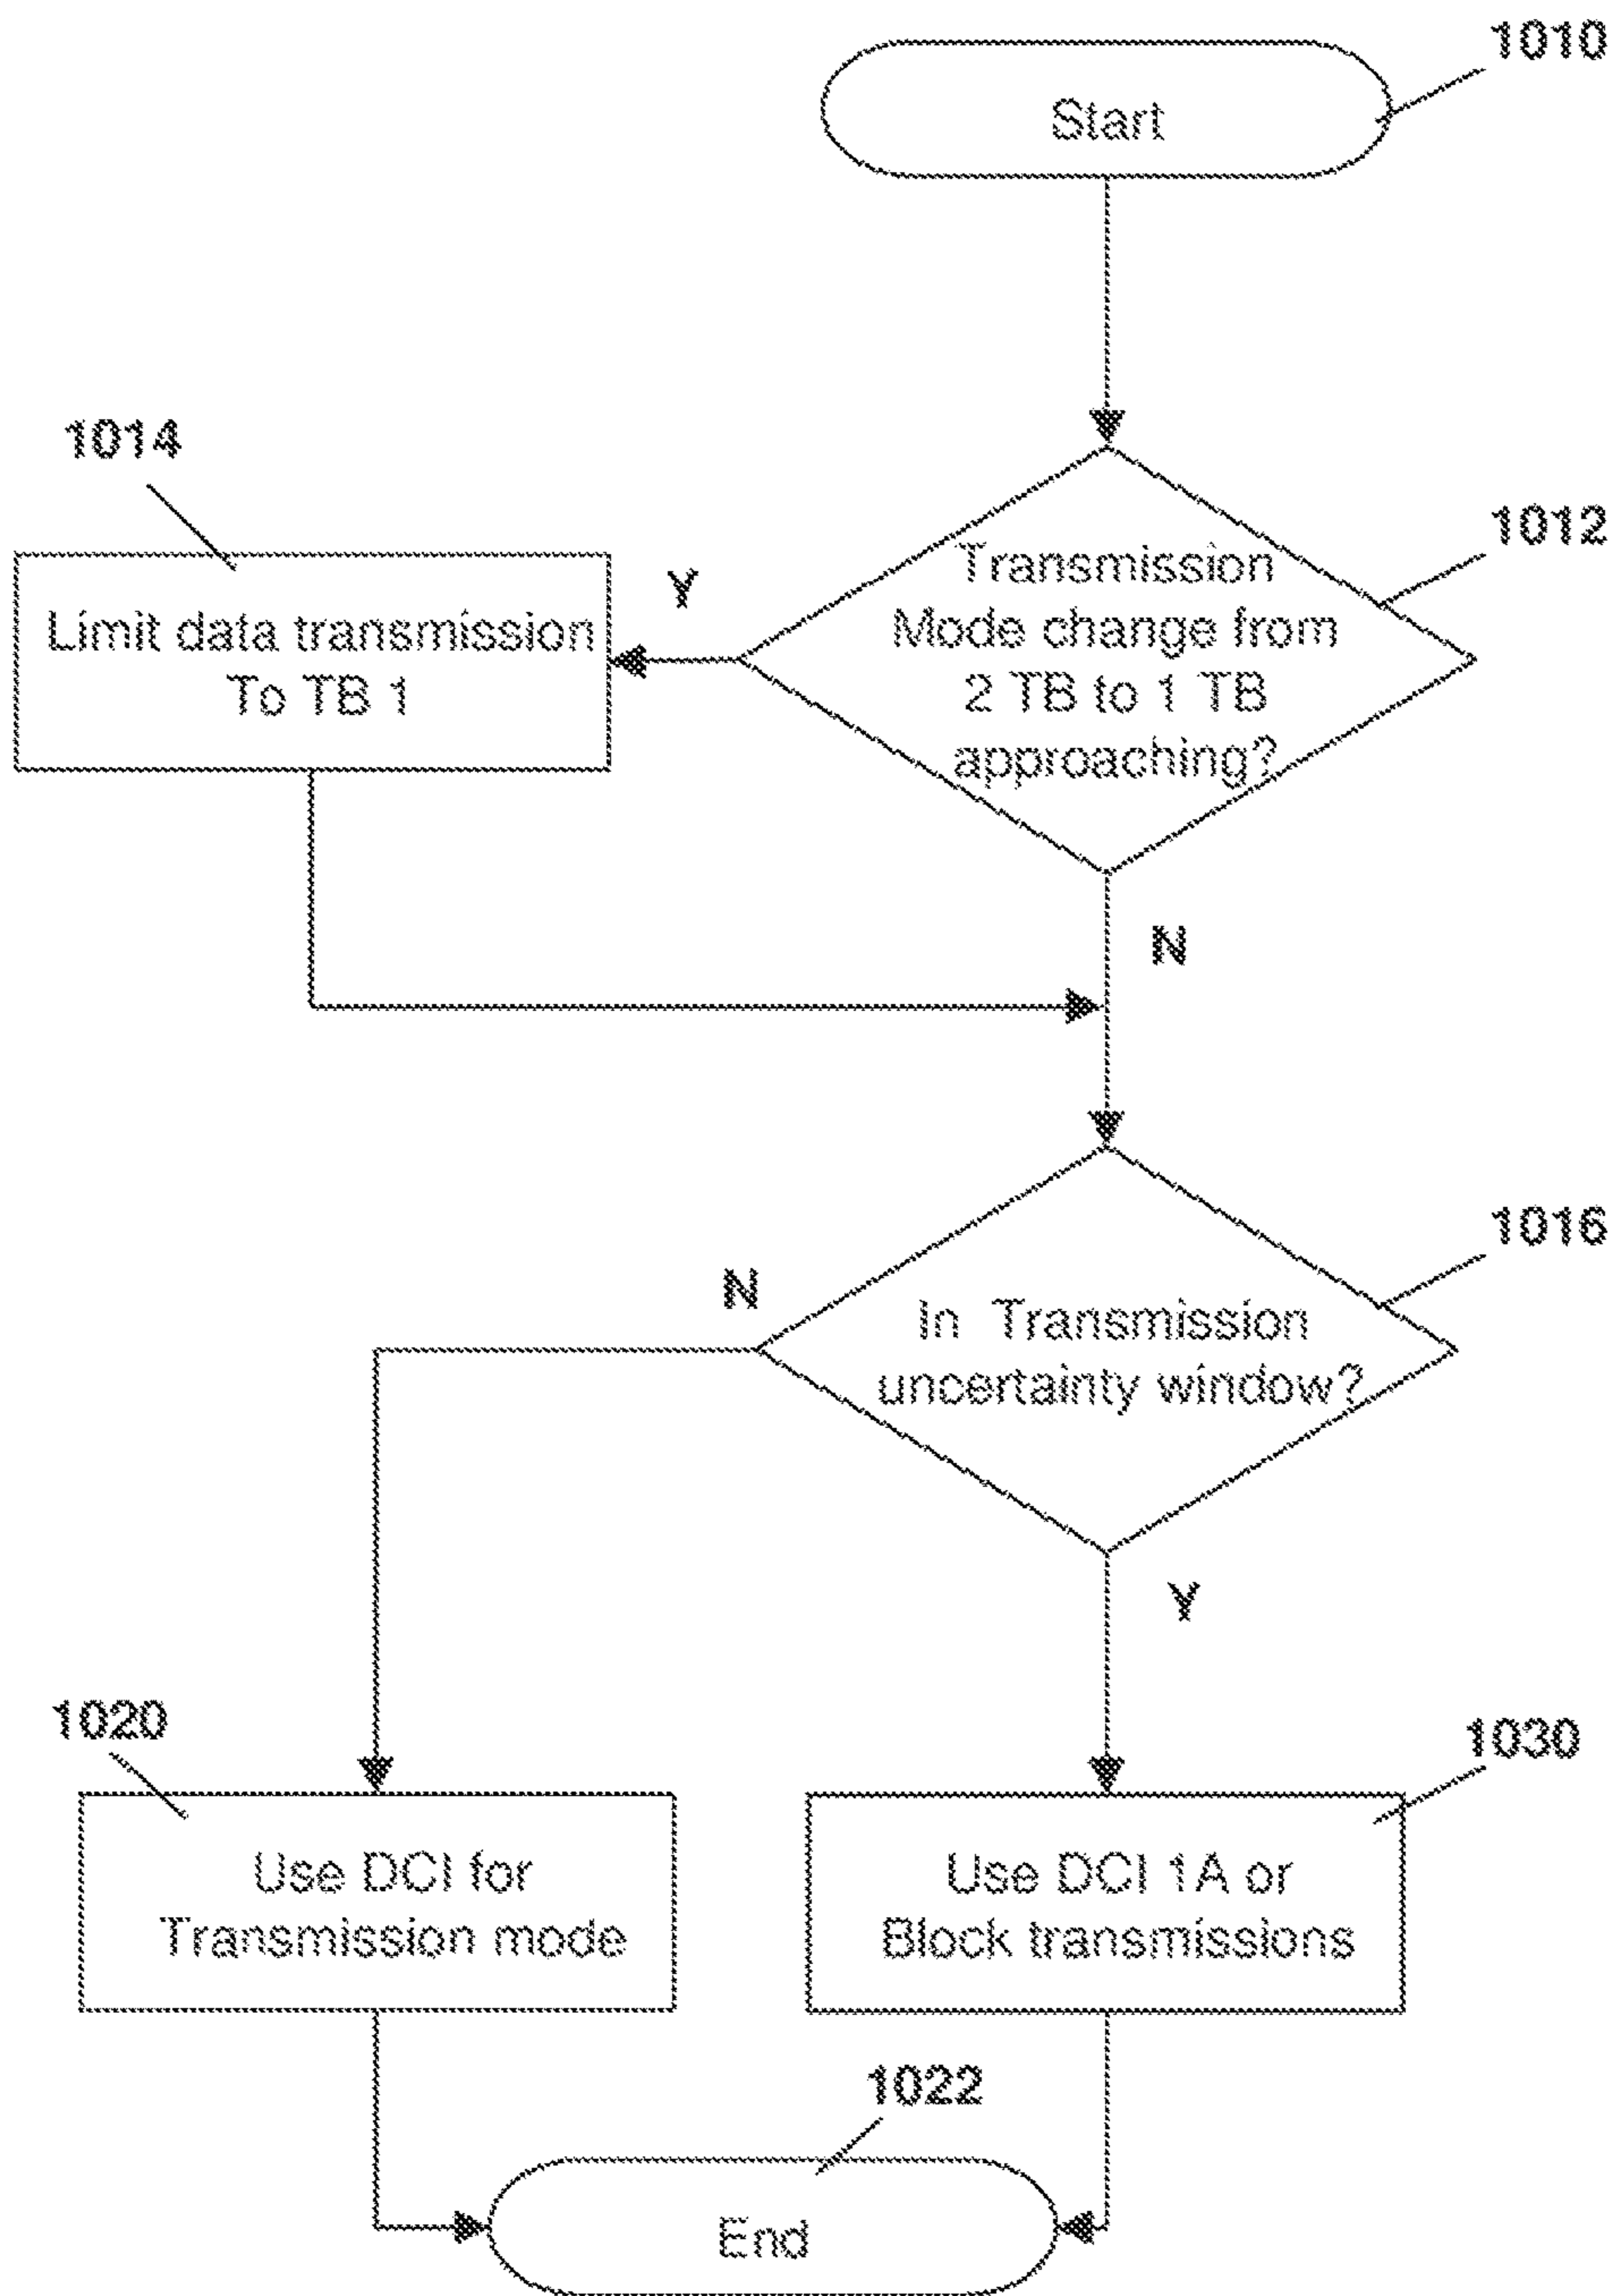 1010
Start
1014
1012
Transmission
Mode change from
2 TB to 1 TB
approaching?
Y
Limit data transmission
To TB 1
N
1016
N
In Transmission
uncertainty window?
Y
1020
1030
Use DCI for
Transmission mode
Use DCI 1A or
Block transmissions
1022
End